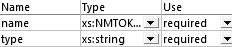 Name Type Use
name xs:NMTOK... required
type xs:string required